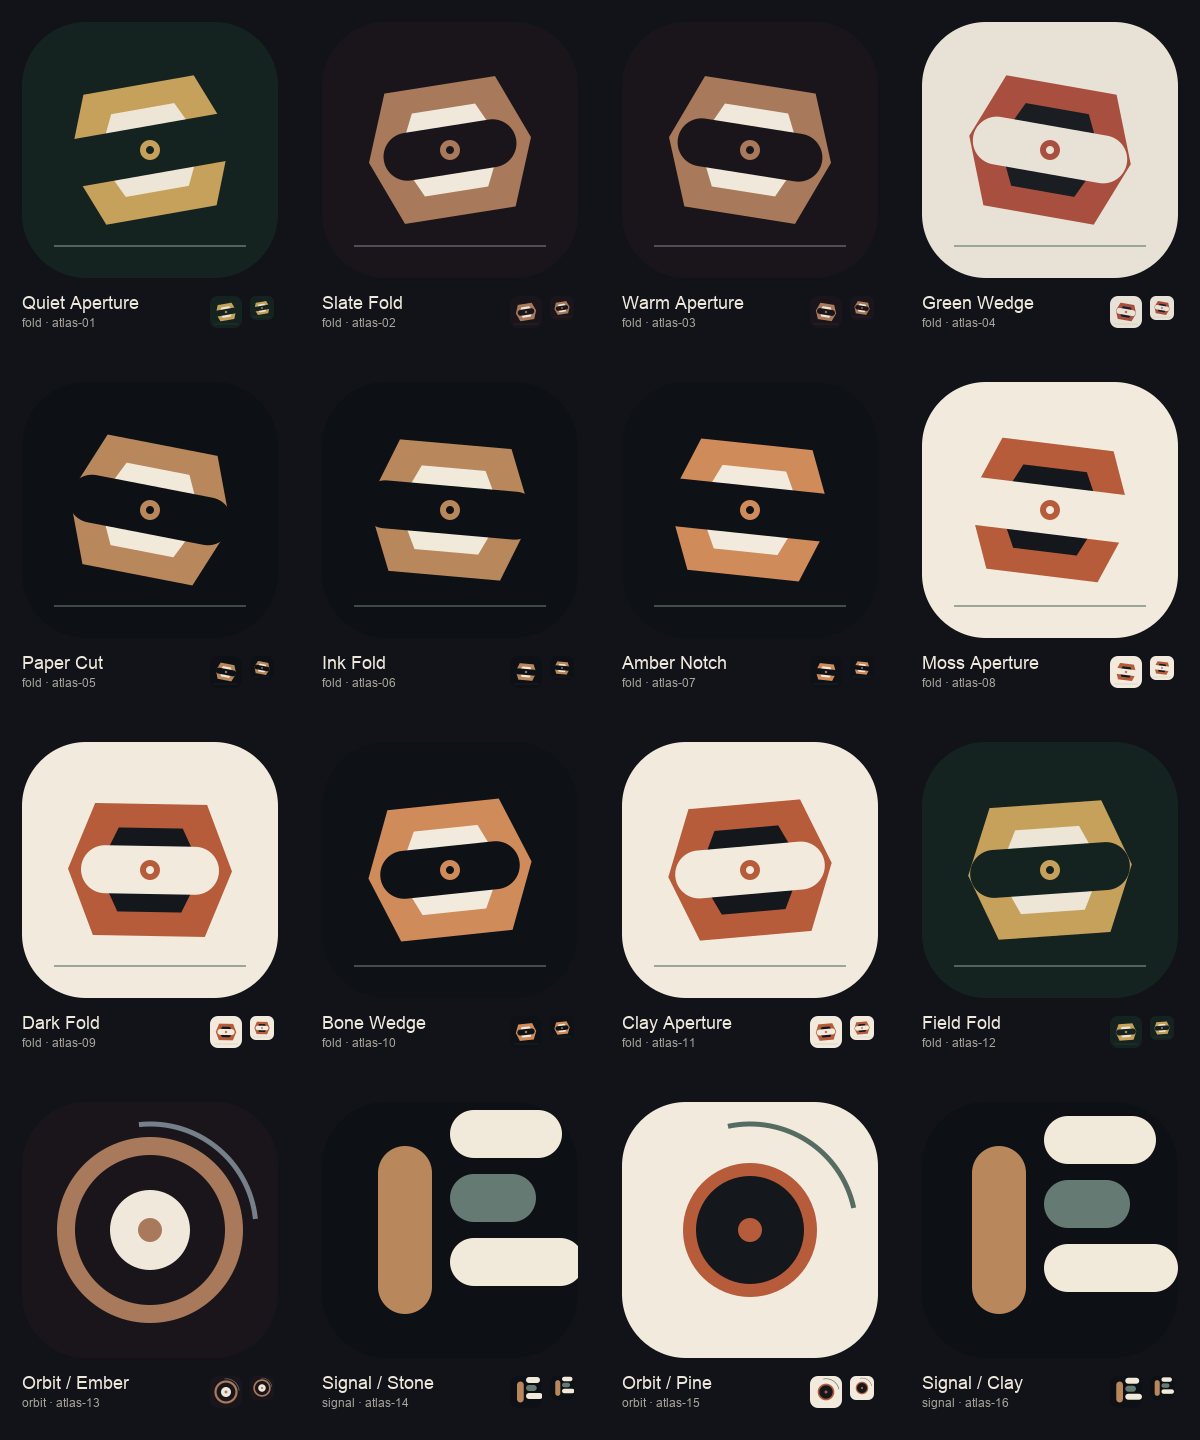 Quiet Aperture
fold · atlas-01
Slate Fold
fold · atlas-02
Warm Aperture
fold · atlas-03
Green Wedge
fold · atlas-04
Paper Cut
fold · atlas-05
Ink Fold
fold · atlas-06
Amber Notch
fold · atlas-07
Moss Aperture
fold · atlas-08
Dark Fold
fold · atlas-09
Bone Wedge
fold · atlas-10
Clay Aperture
fold · atlas-11
Field Fold
fold · atlas-12
Orbit / Ember
orbit · atlas-13
Signal / Stone
signal · atlas-14
Orbit / Pine
orbit · atlas-15
Signal / Clay
signal · atlas-16